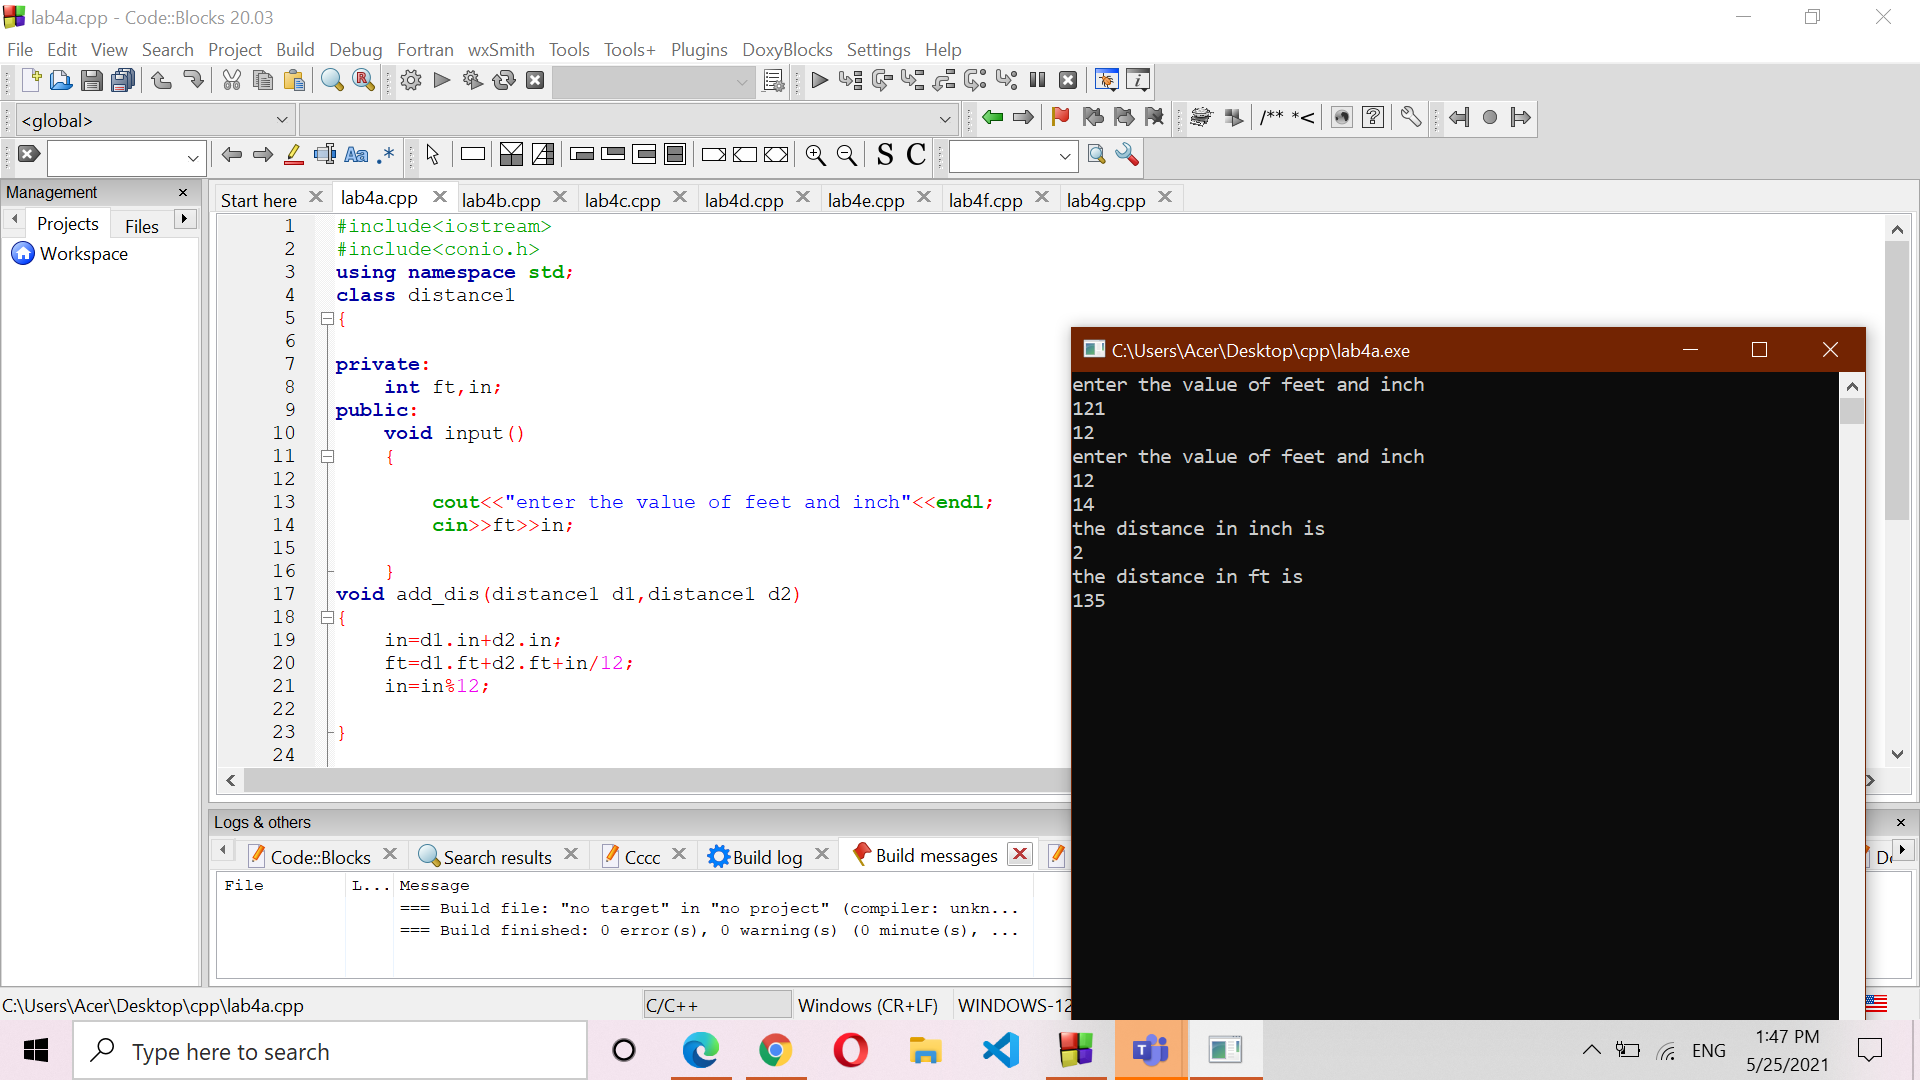 lab4a.cpp - Code::Blocks 20.03
File Edit View Search Project Build Debug Fortran wxSmith Tools Tools+ Plugins DoxyBlocks Settings Help
<global>
/** *<
Aa .* S C
Management
Projects Files
Workspace
Start here lab4a.cpp lab4b.cpp lab4c.cpp lab4d.cpp lab4e.cpp lab4f.cpp lab4g.cpp
1 #include<iostream>
2 #include<conio.h>
3 using namespace std;
4 class distance1
5 {
6
7 private:
8 int ft,in;
9 public:
10 void input()
11 {
12
13 cout<<"enter the value of feet and inch"<<endl;
14 cin>>ft>>in;
15
16 }
17 void add_dis(distance1 d1,distance1 d2)
18 {
19 in=d1.in+d2.in;
20 ft=d1.ft+d2.ft+in/12;
21 in=in%12;
22
23 }
24
C:\Users\Acer\Desktop\cpp\lab4a.exe
enter the value of feet and inch
121
12
enter the value of feet and inch
12
14
the distance in inch is
2
the distance in ft is
135
Logs & others
Code::Blocks Search results Cccc Build log Build messages
File L... Message
=== Build file: "no target" in "no project" (compiler: unkn...
=== Build finished: 0 error(s), 0 warning(s) (0 minute(s), ...
C:\Users\Acer\Desktop\cpp\lab4a.cpp C/C++ Windows (CR+LF) WINDOWS-12
Type here to search
ENG
1:47 PM
5/25/2021